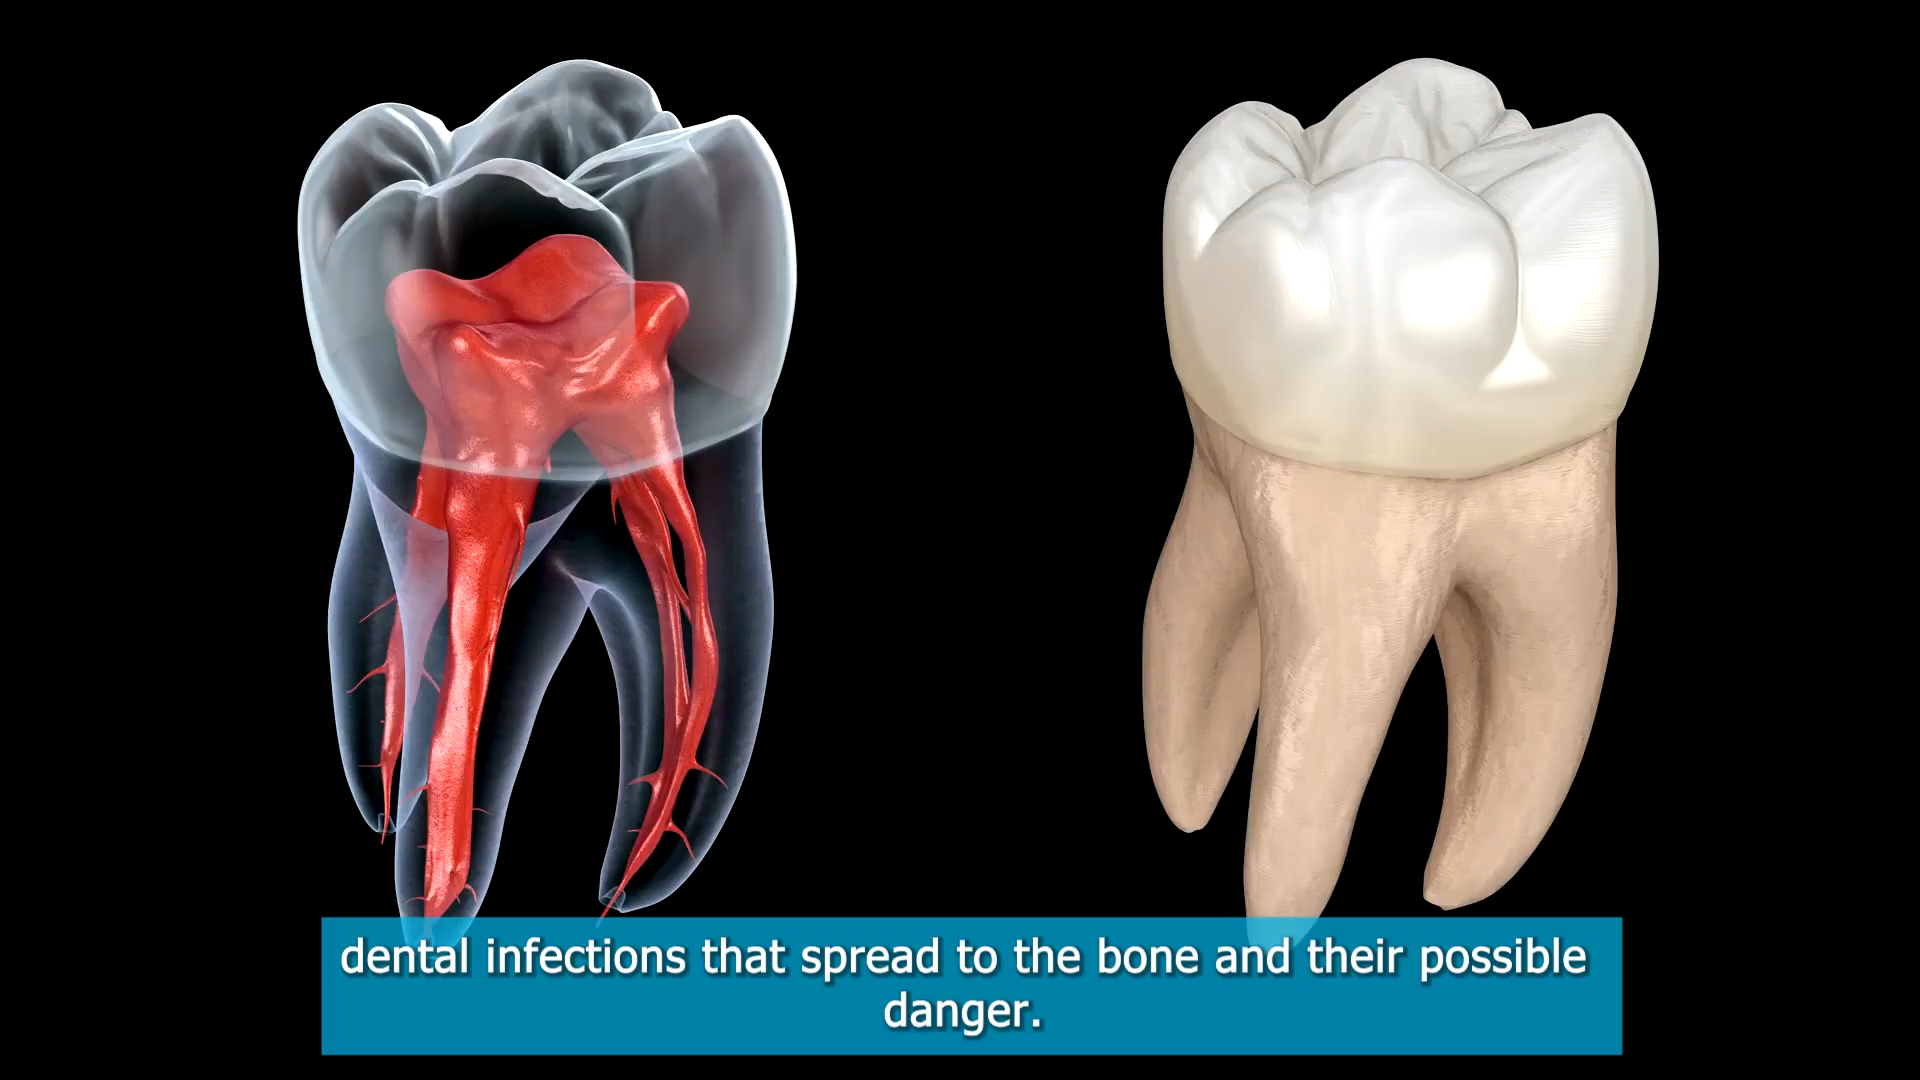 dental infections that spread to the bone and their possible
danger.